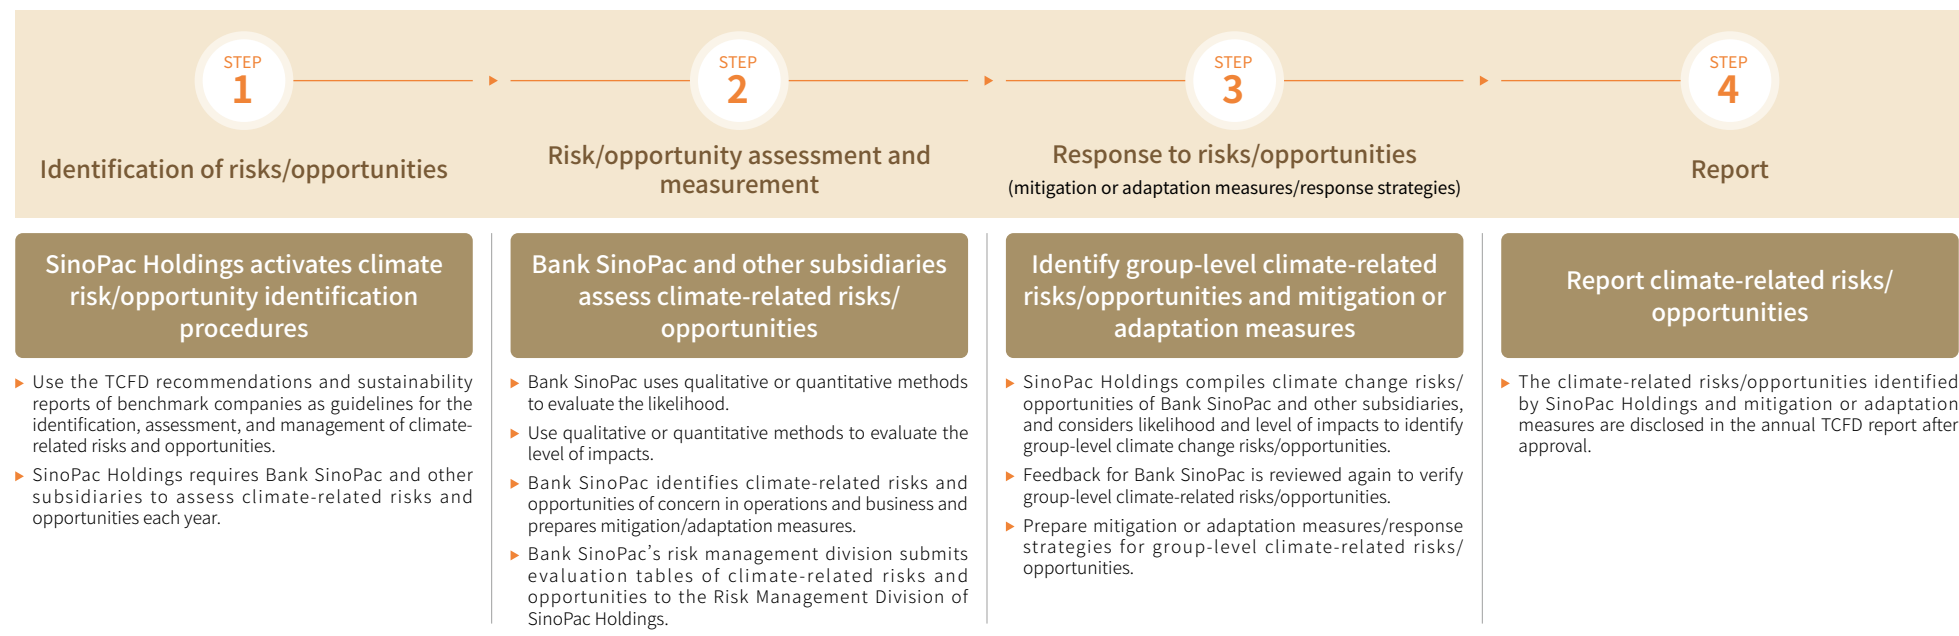 STEP
1
Identification of risks/opportunities
SinoPac Holdings activates climate
risk/opportunity identification
procedures
Use the TCFD recommendations and sustainability
reports of benchmark companies as guidelines for the
identification, assessment, and management of climate-
related risks and opportunities.
SinoPac Holdings requires Bank SinoPac and other
subsidiaries to assess climate-related risks and
opportunities each year.
STEP
2
Risk/opportunity assessment and
measurement
Bank SinoPac and other subsidiaries
assess climate-related risks/
opportunities
Bank SinoPac uses qualitative or quantitative methods
to evaluate the likelihood.
Use qualitative or quantitative methods to evaluate the
level of impacts.
Bank SinoPac identifies climate-related risks and
opportunities of concern in operations and business and
prepares mitigation/adaptation measures.
Bank SinoPac’s risk management division submits
evaluation tables of climate-related risks and
opportunities to the Risk Management Division of
SinoPac Holdings.
STEP
3
Response to risks/opportunities
(mitigation or adaptation measures/response strategies)
Identify group-level climate-related
risks/opportunities and mitigation or
adaptation measures
SinoPac Holdings compiles climate change risks/
opportunities of Bank SinoPac and other subsidiaries,
and considers likelihood and level of impacts to identify
group-level climate change risks/opportunities.
Feedback for Bank SinoPac is reviewed again to verify
group-level climate-related risks/opportunities.
Prepare mitigation or adaptation measures/response
strategies for group-level climate-related risks/
opportunities.
STEP
4
Report
Report climate-related risks/
opportunities
The climate-related risks/opportunities identified
by SinoPac Holdings and mitigation or adaptation
measures are disclosed in the annual TCFD report after
approval.